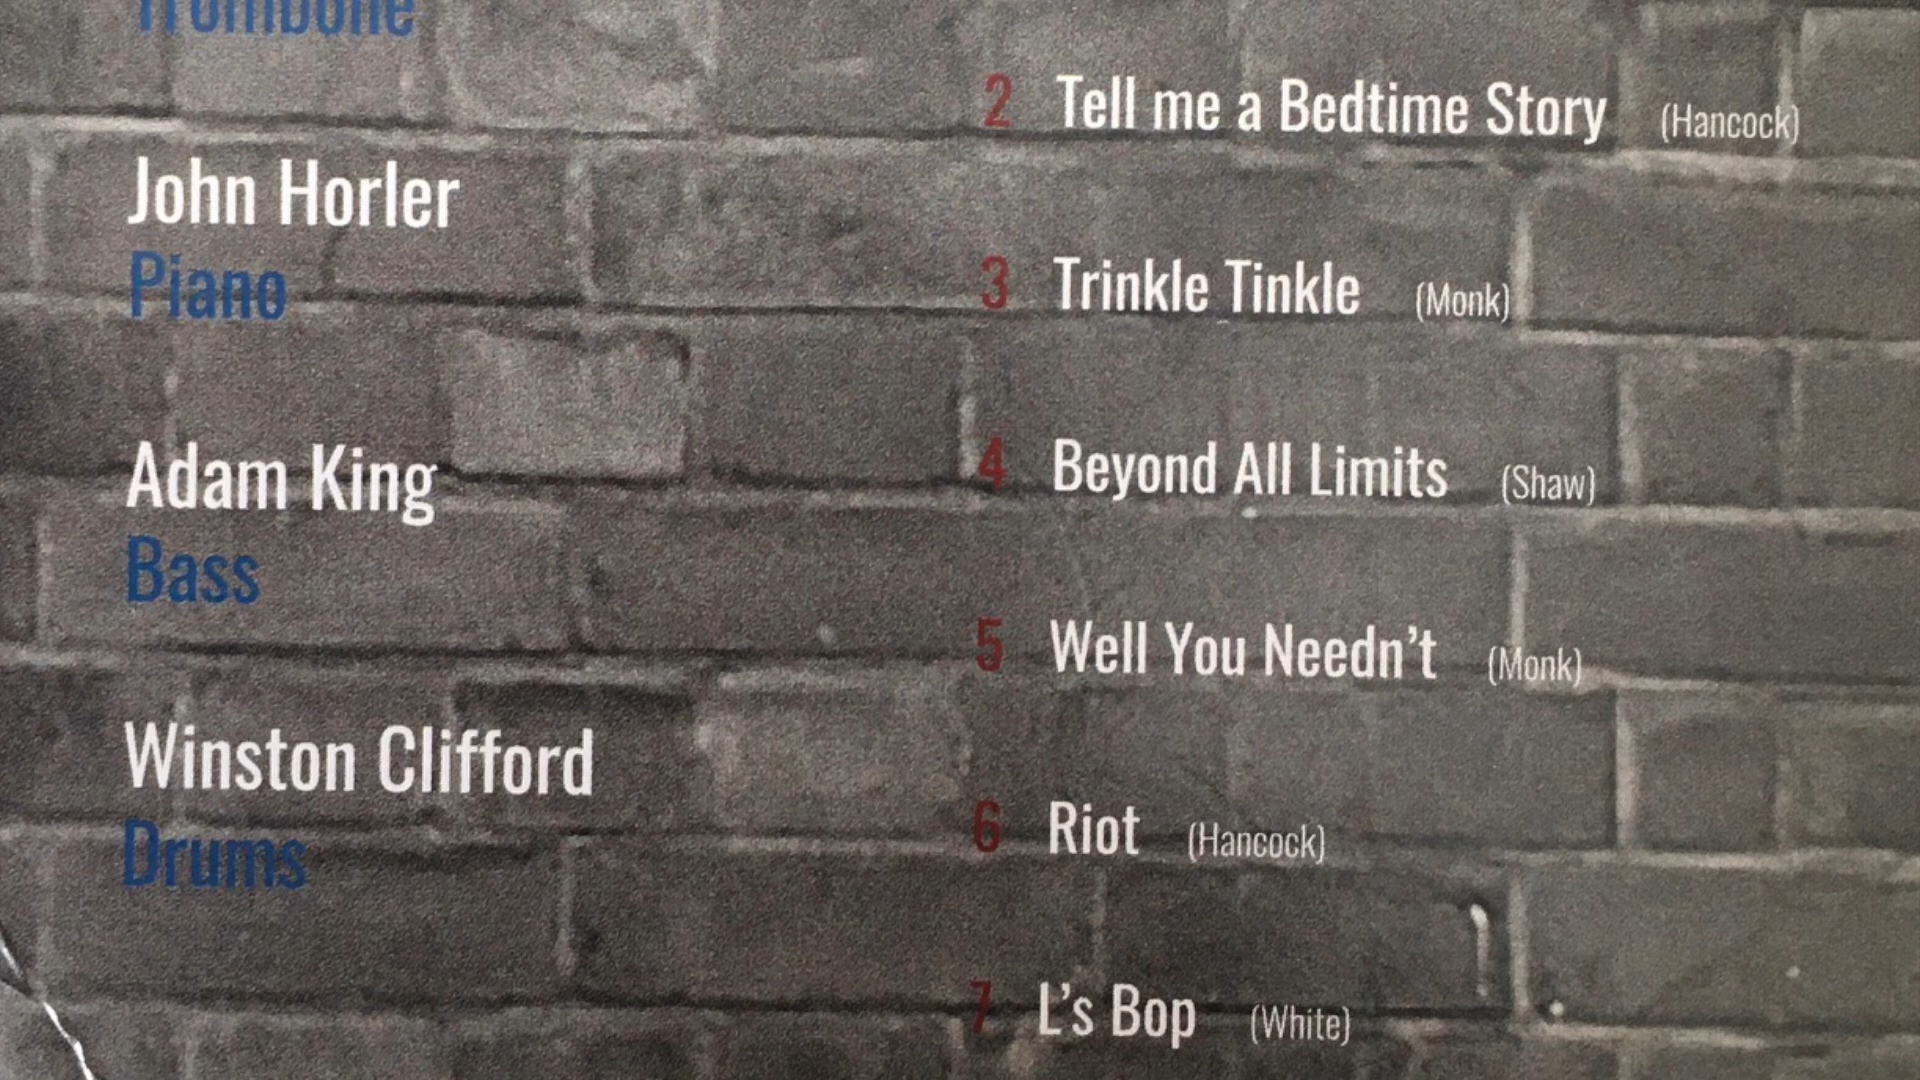 Trombone
John Horler
Piano
Adam King
Bass
Winston Clifford
Drums
2 Tell me a Bedtime Story (Hancock)
3 Trinkle Tinkle (Monk)
4 Beyond All Limits (Shaw)
5 Well You Needn't (Monk)
6 Riot (Hancock)
7 L's Bop (White)